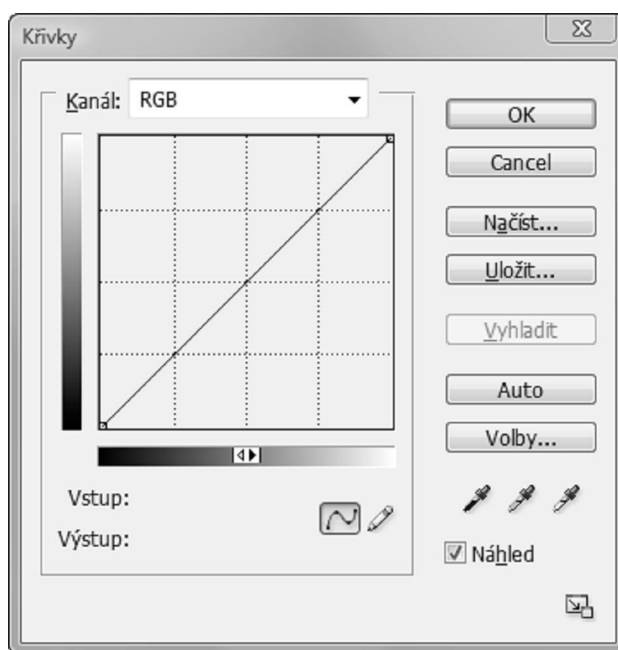 Křivky
Kanál: RGB
OK
Cancel
Načíst...
Uložit...
Vyhladit
Auto
Volby...
Vstup:
Výstup:
Náhled